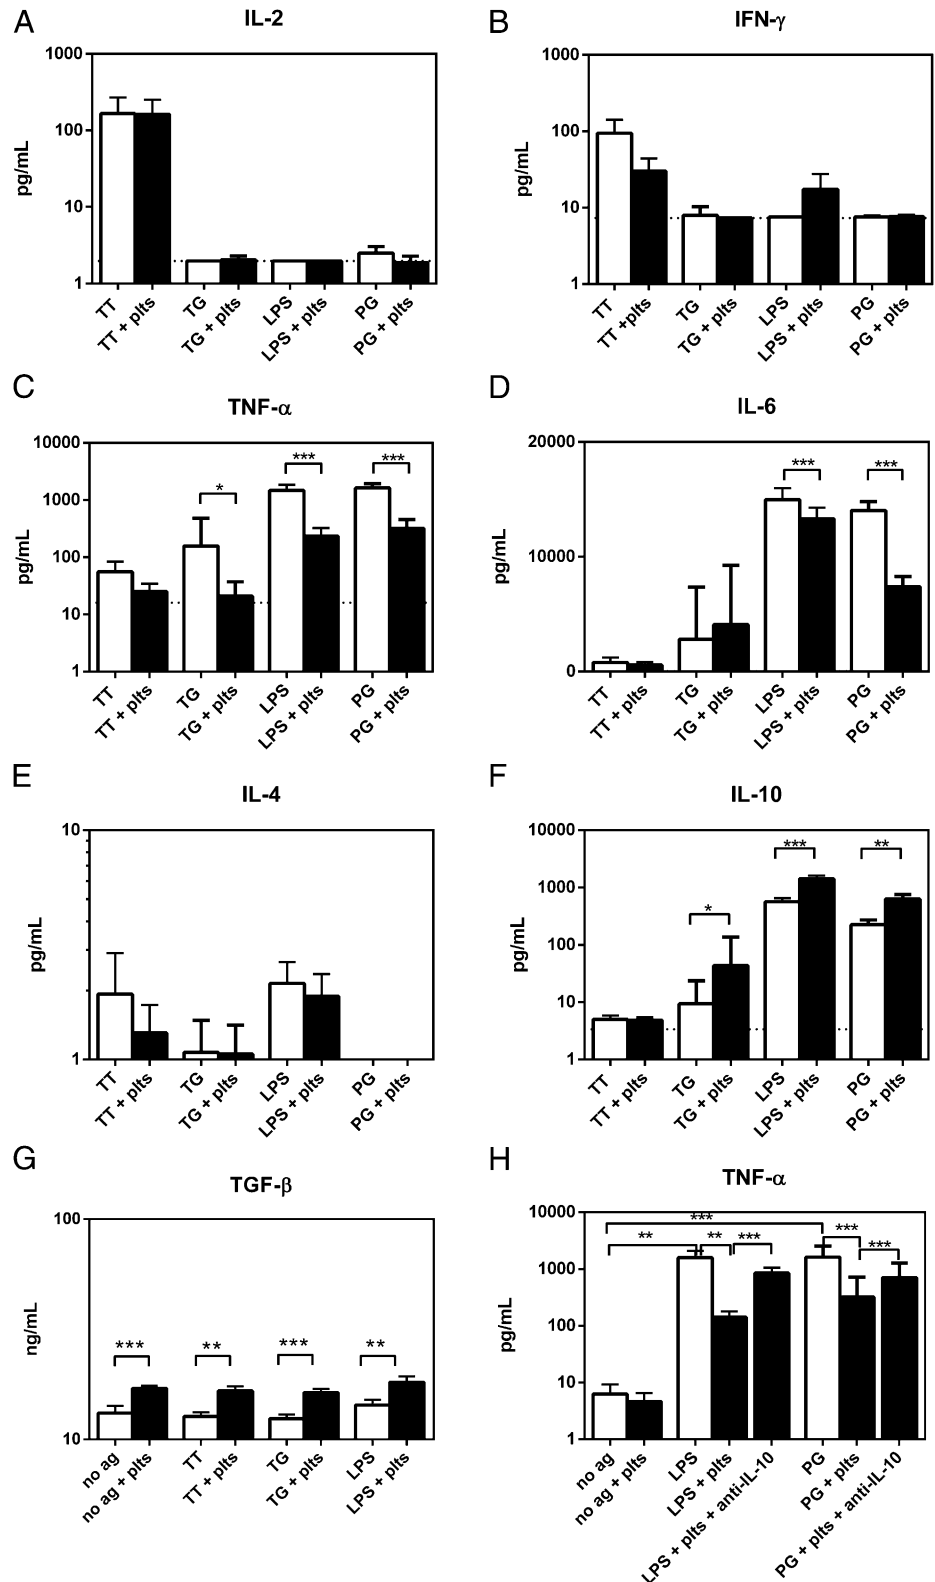 A
IL-2
1000
100
10
1
pg/mL
TT
TT + plts
TG
TG + plts
LPS
LPS + plts
PG
PG + plts
B
IFN-γ
1000
100
10
1
pg/mL
TT
TT +plts
TG
TG + plts
LPS
LPS + plts
PG
PG + plts
C
TNF-α
10000
1000
100
10
1
pg/mL
*
***
***
TT
TT + plts
TG
TG + plts
LPS
LPS + plts
PG
PG + plts
D
IL-6
20000
10000
0
pg/mL
***
***
TT
TT + plts
TG
TG + plts
LPS
LPS + plts
PG
PG + plts
E
IL-4
10
1
pg/mL
TT
TT + plts
TG
TG + plts
LPS
LPS + plts
PG
PG + plts
F
IL-10
10000
1000
100
10
1
pg/mL
*
***
**
TT
TT + plts
TG
TG + plts
LPS
LPS + plts
PG
PG + plts
G
TGF-β
100
10
ng/mL
***
**
***
**
no ag
no ag + plts
TT
TT + plts
TG
TG + plts
LPS
LPS + plts
H
TNF-α
10000
1000
100
10
1
pg/mL
***
**
**
***
***
***
no ag
no ag + plts
LPS
LPS + plts
LPS + plts + anti-IL-10
PG
PG + plts
PG + plts + anti-IL-10